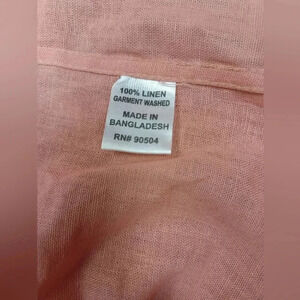 100% LINEN
GARMENT WASHED
MADE IN
BANGLADESH
RN# 90504